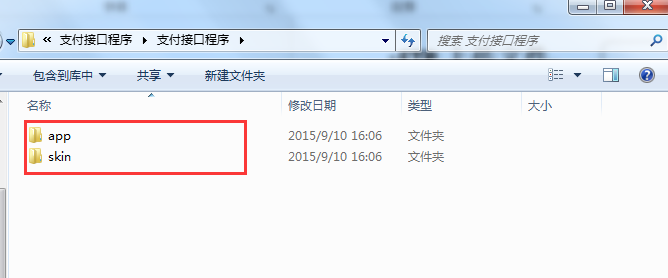 « 支付接口程序 支付接口程序
搜索 支付接口程序
包含到库中 共享 新建文件夹
名称 修改日期 类型 大小
app 2015/9/10 16:06 文件夹
skin 2015/9/10 16:06 文件夹